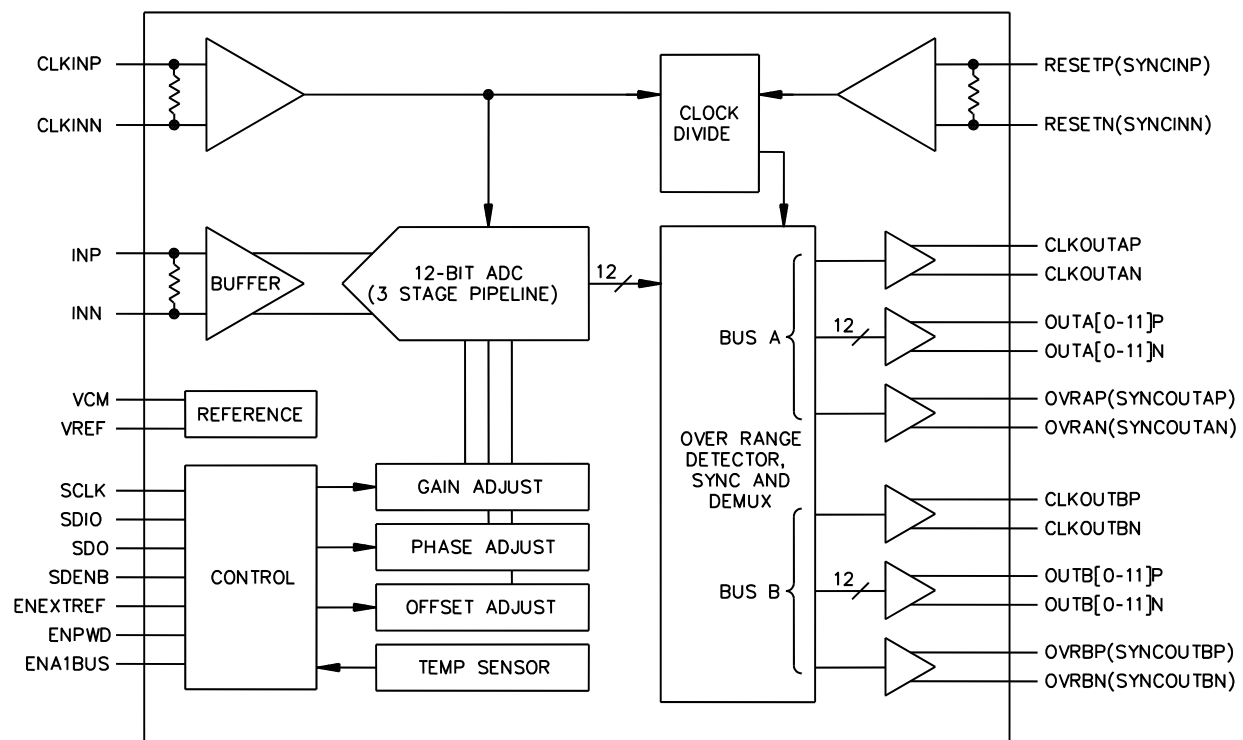 CLKINP
CLKINN
CLOCK
DIVIDE
RESETP(SYNCINP)
RESETN(SYNCINN)
INP
INN
BUFFER
12-BIT ADC
(3 STAGE PIPELINE)
12
BUS A
12
CLKOUTAP
CLKOUTAN
OUTA[0-11]P
OUTA[0-11]N
OVRAP(SYNCOUTAP)
OVRAN(SYNCOUTAN)
VCM
VREF
REFERENCE
OVER RANGE
DETECTOR,
SYNC AND
DEMUX
SCLK
SDIO
SDO
SDENB
ENEXTREF
ENPWD
ENA1BUS
CONTROL
GAIN ADJUST
PHASE ADJUST
OFFSET ADJUST
TEMP SENSOR
BUS B
12
CLKOUTBP
CLKOUTBN
OUTB[0-11]P
OUTB[0-11]N
OVRBP(SYNCOUTBP)
OVRBN(SYNCOUTBN)